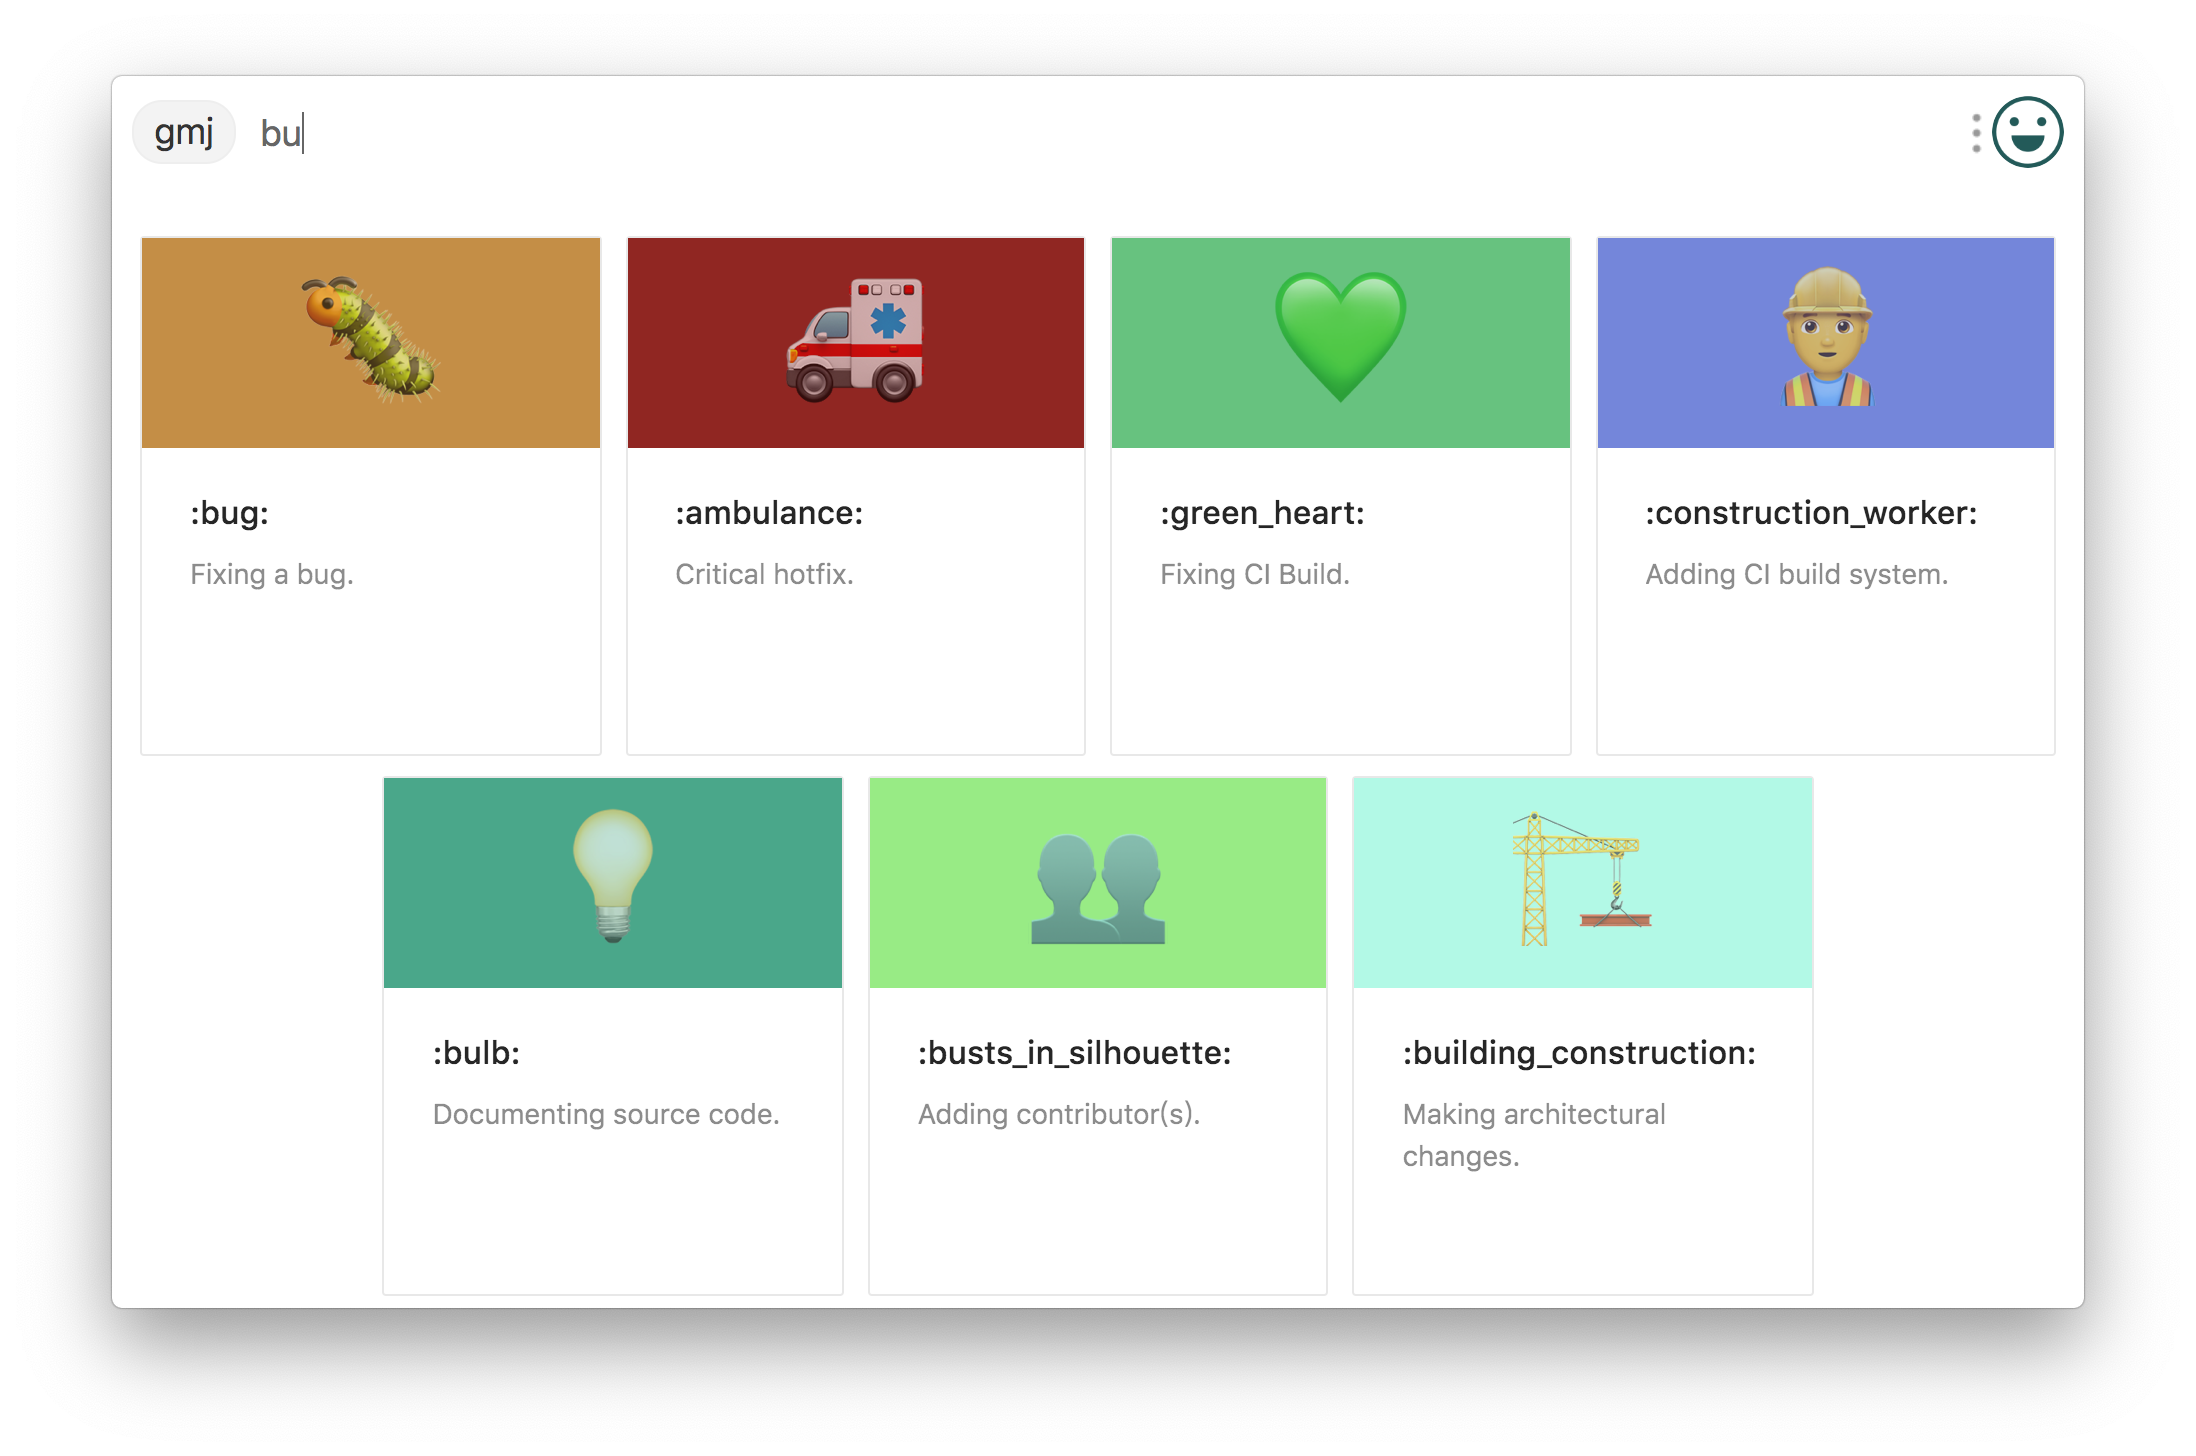 gmj bu
:bug:
Fixing a bug.
:ambulance:
Critical hotfix.
:green_heart:
Fixing CI Build.
:construction_worker:
Adding CI build system.
:bulb:
Documenting source code.
:busts_in_silhouette:
Adding contributor(s).
:building_construction:
Making architectural
changes.